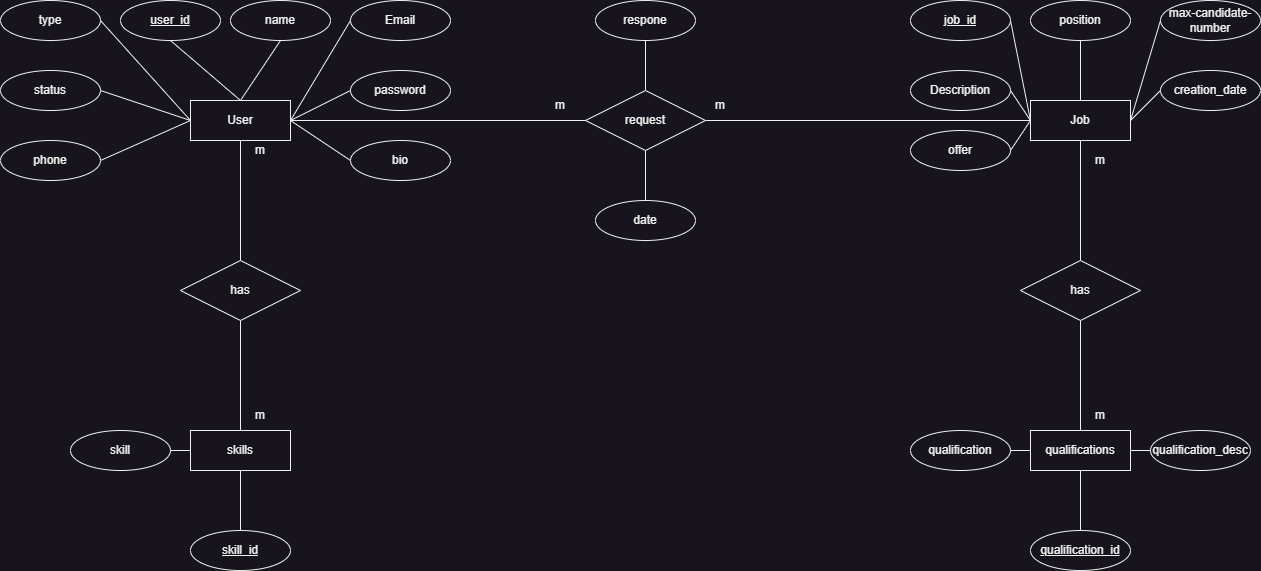 type
user_id
name
Email
respone
job_id
position
max-candidate-
number
status
password
Description
creation_date
m
m
User
request
Job
m
phone
bio
offer
m
date
has
has
m
m
skill
skills
qualification
qualifications
qualification_desc
skill_id
qualification_id